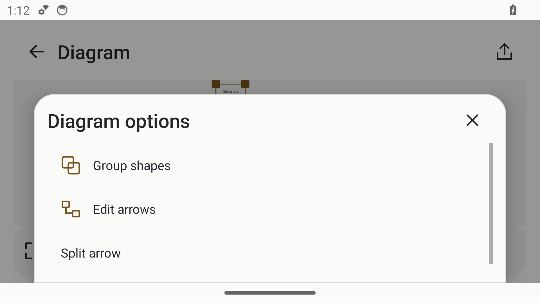 1:12
Diagram
Diagram options
Group shapes
Edit arrows
Split arrow